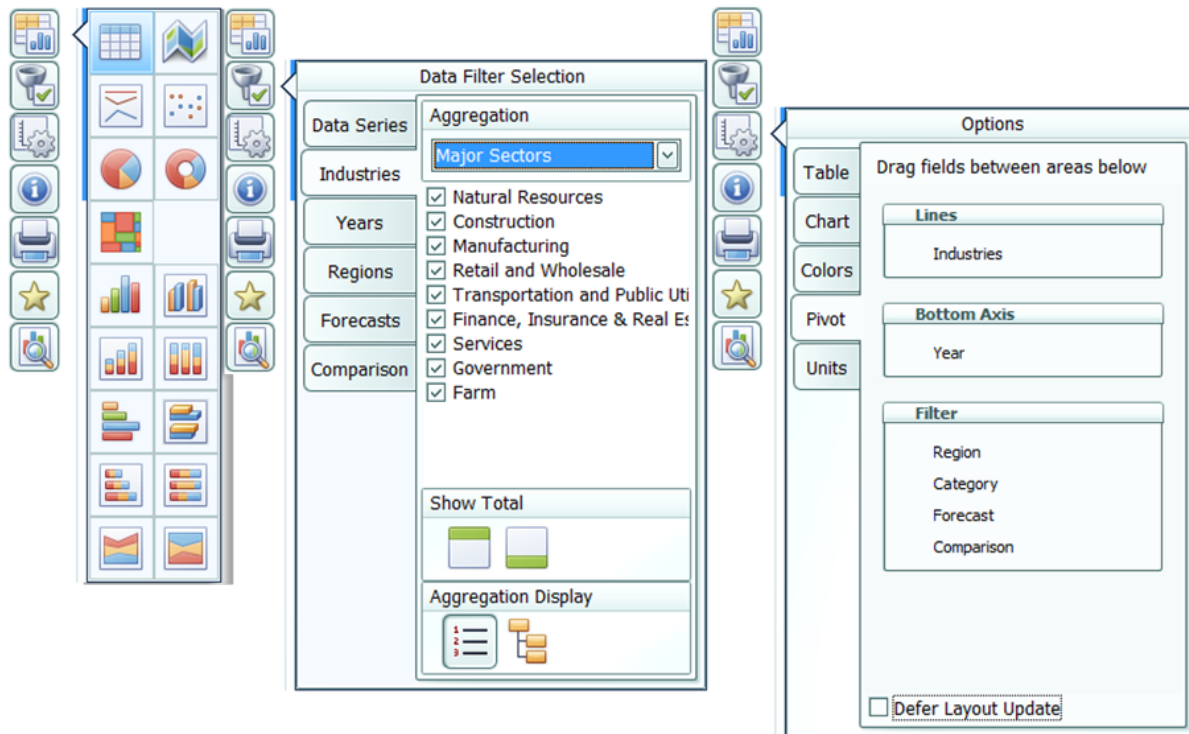 Data Filter Selection
Data Series
Industries
Years
Regions
Forecasts
Comparison
Aggregation
Major Sectors
Natural Resources
Construction
Manufacturing
Retail and Wholesale
Transportation and Public Uti
Finance, Insurance & Real Es
Services
Government
Farm
Show Total
Aggregation Display
1
2
3
Options
Table
Chart
Colors
Pivot
Units
Drag fields between areas below
Lines
Industries
Bottom Axis
Year
Filter
Region
Category
Forecast
Comparison
Defer Layout Update